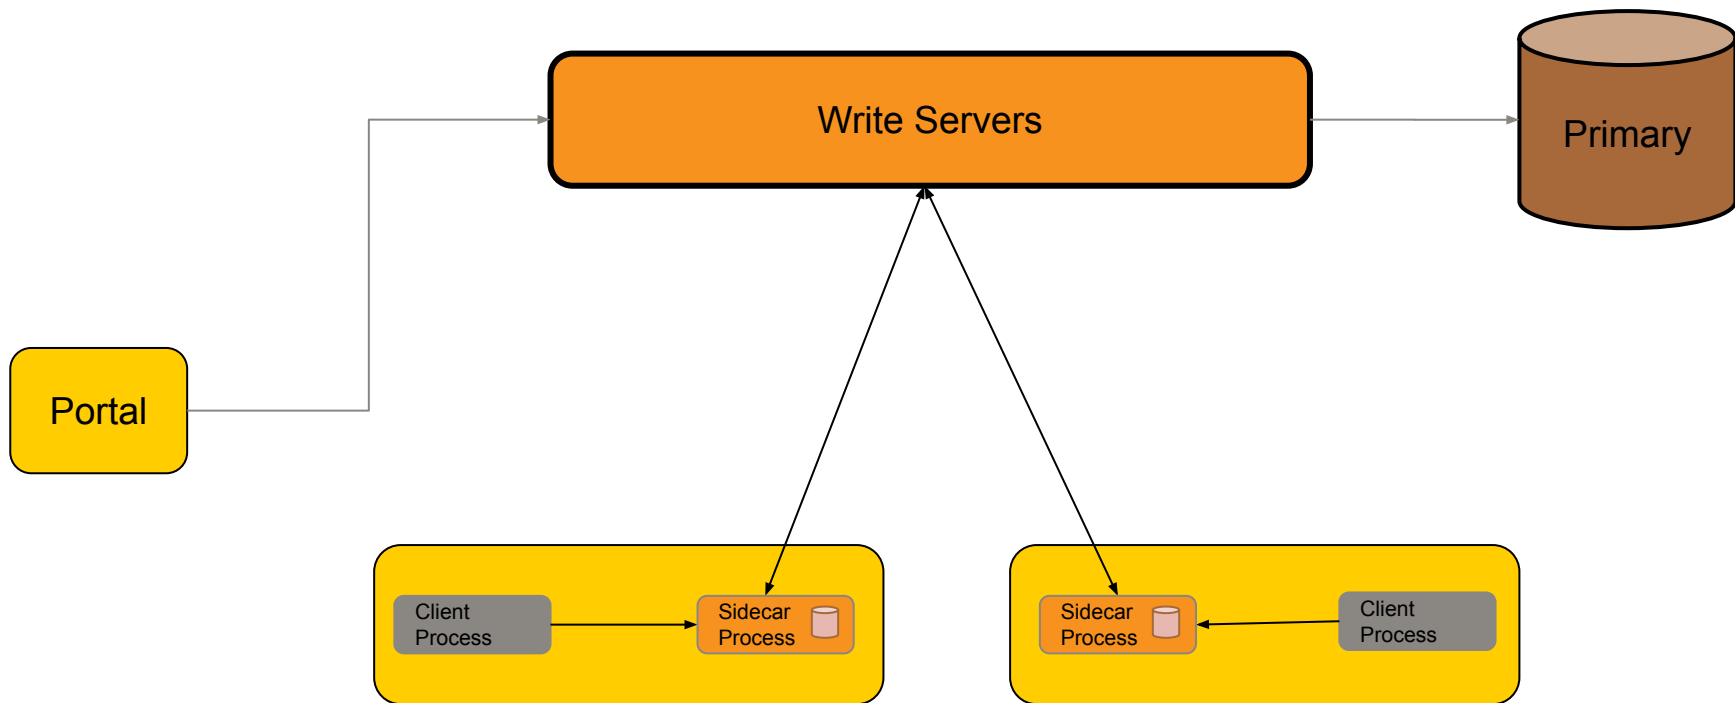 Write Servers
Primary
Portal
Client
Process
Sidecar
Process
Sidecar
Process
Client
Process